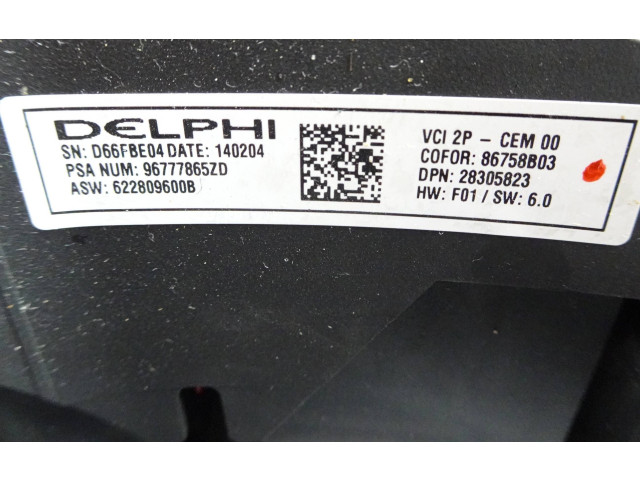 DELPHI
SN: D66FBE04 DATE: 140204
PSA NUM: 96777865ZD
ASW: 622809600B
VCI 2P - CEM 00
COFOR: 86758B03
DPN: 28305823
HW: F01 / SW: 6.0